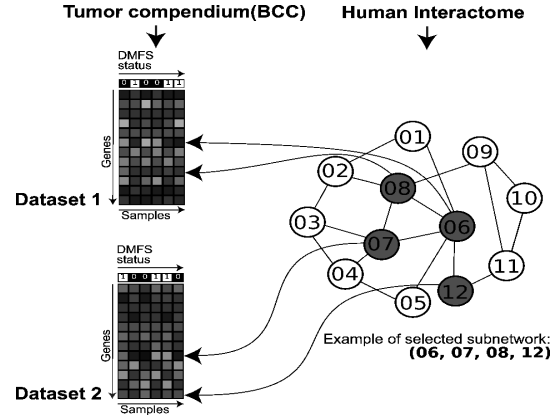 Tumor compendium(BCC)
Human Interactome
DMFS
status
0 1 0 0 1 1
Genes
Samples
Dataset 1
DMFS
status
1 0 0 1 1 0
Genes
Samples
Dataset 2
01
02
03
04
05
06
07
08
09
10
11
12
Example of selected subnetwork:
(06, 07, 08, 12)